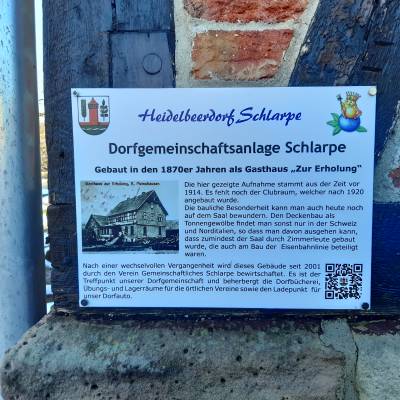 Heidelbeerdorf Schlarpe
Dorfgemeinschaftsanlage Schlarpe
Gebaut in den 1870er Jahren als Gasthaus „Zur Erholung“
Gasthaus zur Erholung, R. Penshausen
Die hier gezeigte Aufnahme stammt aus der Zeit vor
1914. Es fehlt noch der Clubraum, welcher nach 1920
angebaut wurde.
Die bauliche Besonderheit kann man auch heute noch
auf dem Saal bewundern. Den Deckenbau als
Tonnengewölbe findet man sonst nur in der Schweiz
und Norditalien, so dass man davon ausgehen kann,
dass zumindest der Saal durch Zimmerleute gebaut
wurde, die auch am Bau der Eisenbahnlinie beteiligt
waren.
Nach einer wechselvollen Vergangenheit wird dieses Gebäude seit 2001
durch den Verein Gemeinschaftliches Schlarpe bewirtschaftet. Es ist der
Treffpunkt unserer Dorfgemeinschaft und beherbergt die Dorfbücherei,
Übungs- und Lagerräume für die örtlichen Vereine sowie den Ladepunkt für
unser Dorfauto.